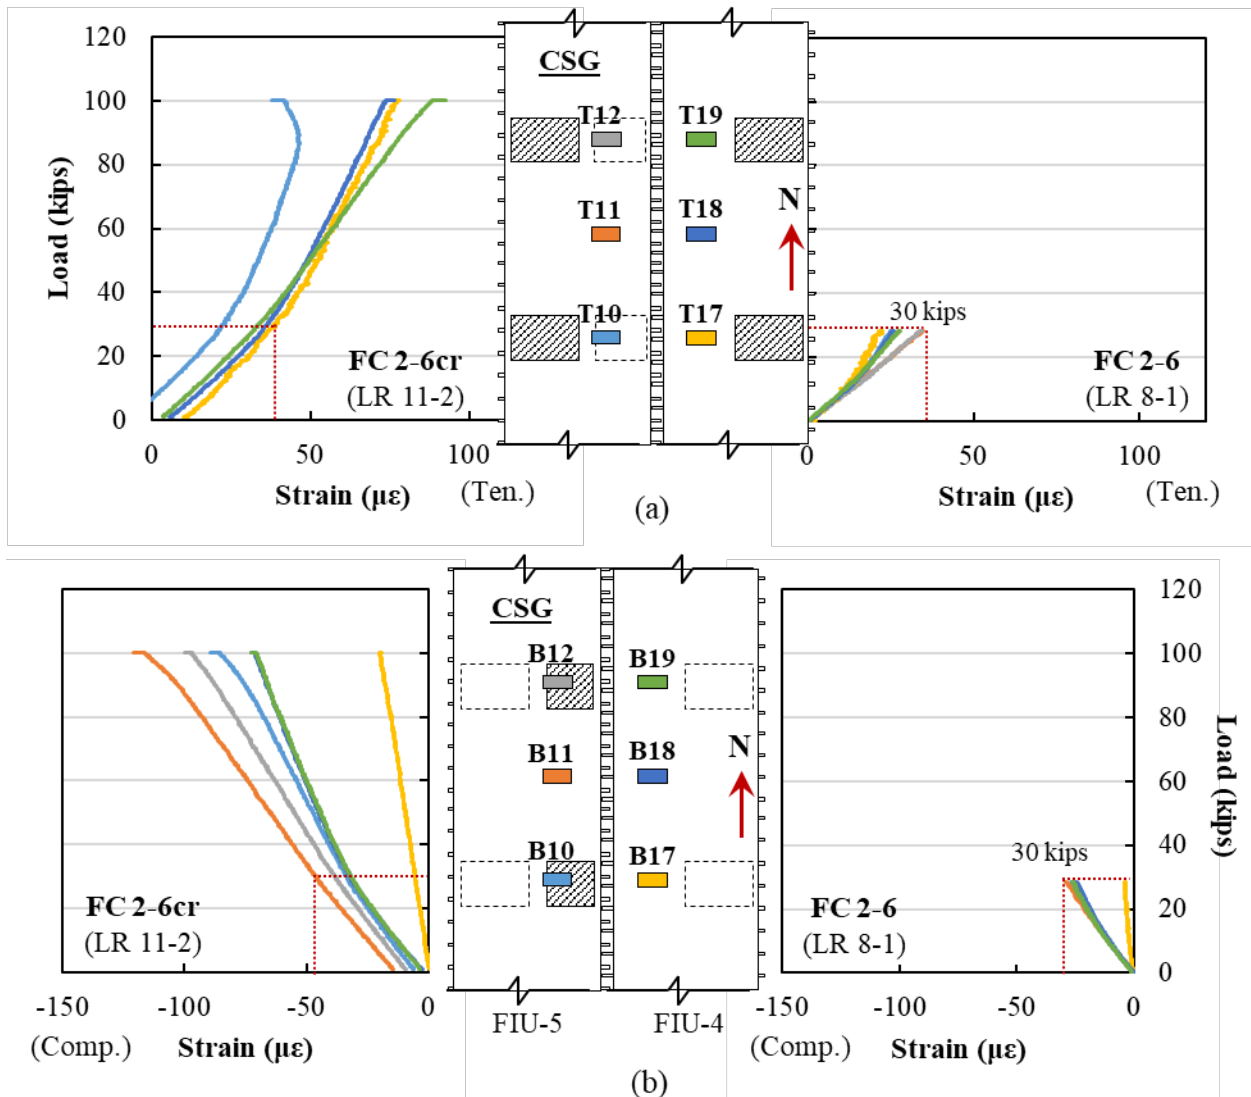 120
100
80
60
40
20
0
Load (kips)
0
50
100
Strain (με)
(Ten.)
FC 2-6cr
(LR 11-2)
CSG
T12
T19
T11
T18
T10
T17
N
30 kips
FC 2-6
(LR 8-1)
0
50
100
Strain (με)
(Ten.)
(a)
CSG
B12
B19
B11
B18
B10
B17
N
FIU-5
FIU-4
FC 2-6cr
(LR 11-2)
-150
-100
-50
0
(Comp.)
Strain (με)
30 kips
FC 2-6
(LR 8-1)
120
100
80
60
40
20
0
Load (kips)
-150
-100
-50
0
(Comp.)
Strain (με)
(b)